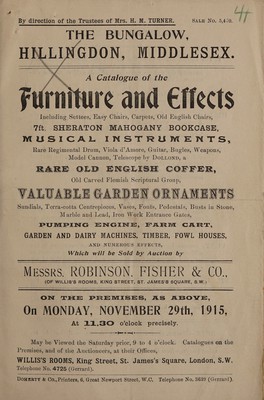 By direction of the Trustees of Mrs. H. M. TURNER.
SALE No. 5,476.
THE BUNGALOW,
HILLINGDON, MIDDLESEX.
A Catalogue of the
Furniture and Effects
Including Settees, Easy Chairs, Carpets, Old English Chairs,
7ft. SHERATON MAHOGANY BOOKCASE,
MUSICAL INSTRUMENTS,
Rare Regimental Drum, Viola d'Amore, Guitar, Bugles, Weapons,
Model Cannon, Telescope by DOLLOND, a
RARE OLD ENGLISH COFFER,
Old Carved Flemish Scriptural Group,
VALUABLE GARDEN ORNAMENTS
Sundials, Terra-cotta Centrepieces, Vases, Fonts, Pedestals, Busts in Stone,
Marble and Lead, Iron Work Entrance Gates,
PUMPING ENGINE, FARM CART,
GARDEN AND DAIRY MACHINES, TIMBER, FOWL HOUSES,
AND NUMEROUS EFFECTS,
Which will be Sold by Auction by
MESSRS. ROBINSON, FISHER & CO.,
(OF WILLIS'S ROOMS, KING STREET, ST. JAMES'S SQUARE, S.W.)
ON THE PREMISES, AS ABOVE,
On MONDAY, NOVEMBER 29th, 1915,
At 11.30 o'clock precisely.
May be Viewed the Saturday prior, 9 to 4 o'clock. Catalogues on the
Premises, and of the Auctioneers, at their Offices,
WILLIS'S ROOMS, King Street, St. James's Square, London, S.W.
Telephone No. 4725 (Gerrard).
DOHERTY & Co., Printers, 6, Great Newport Street, W.C. Telephone No. 3620 (Gerrard).